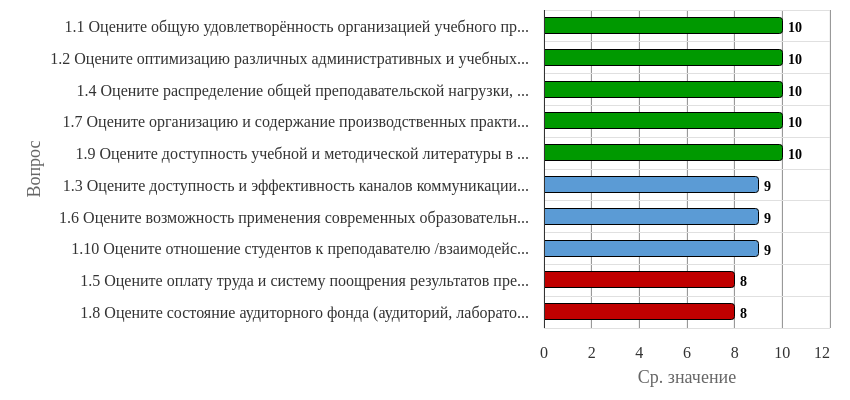 1.1 Оцените общую удовлетворённость организацией учебного пр... 10
1.2 Оцените оптимизацию различных административных и учебных... 10
1.4 Оцените распределение общей преподавательской нагрузки, ... 10
1.7 Оцените организацию и содержание производственных практи... 10
1.9 Оцените доступность учебной и методической литературы в ... 10
1.3 Оцените доступность и эффективность каналов коммуникации... 9
1.6 Оцените возможность применения современных образовательн... 9
1.10 Оцените отношение студентов к преподавателю /взаимодейс... 9
1.5 Оцените оплату труда и систему поощрения результатов пре... 8
1.8 Оцените состояние аудиторного фонда (аудиторий, лаборато... 8
Вопрос
0 2 4 6 8 10 12
Ср. значение